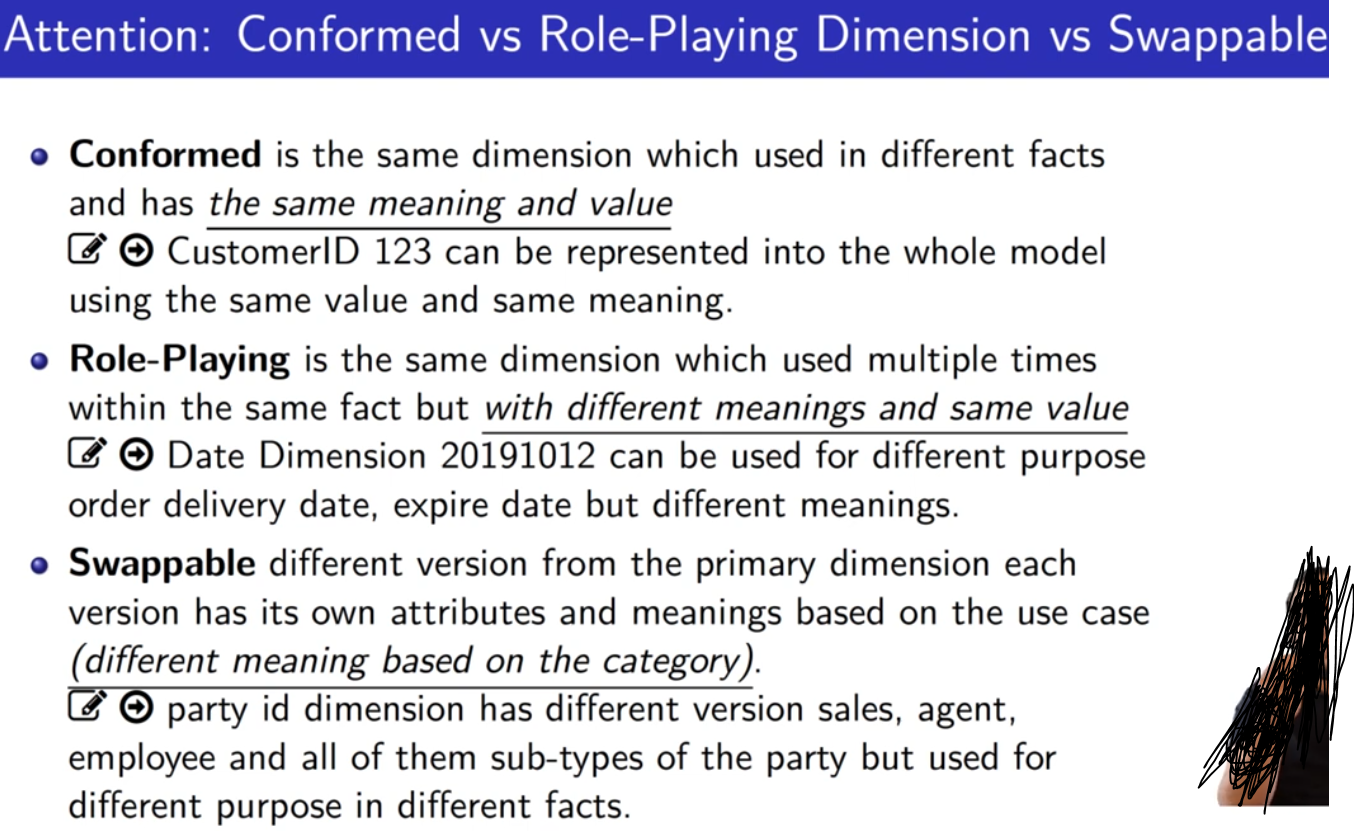 Attention: Conformed vs Role-Playing Dimension vs Swappable
Conformed is the same dimension which used in different facts
and has the same meaning and value
CustomerID 123 can be represented into the whole model
using the same value and same meaning.
Role-Playing is the same dimension which used multiple times
within the same fact but with different meanings and same value
Date Dimension 20191012 can be used for different purpose
order delivery date, expire date but different meanings.
Swappable different version from the primary dimension each
version has its own attributes and meanings based on the use case
(different meaning based on the category).
party id dimension has different version sales, agent,
employee and all of them sub-types of the party but used for
different purpose in different facts.